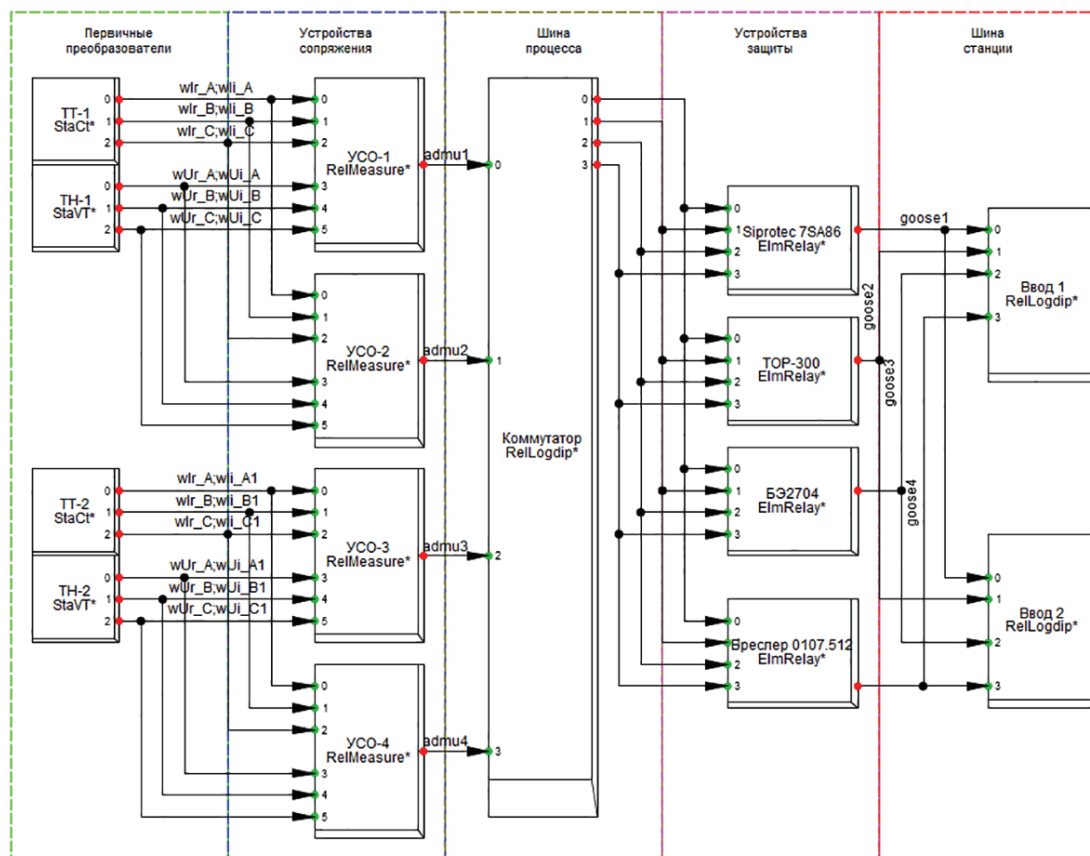 Первичные
преобразователи
Устройства
сопряжения
Шина
процесса
Устройства
защиты
Шина
станции
ТТ-1
StaCt*
0
1
2
ТН-1
StaVT*
0
1
2
wIr_A;wIi_A
wIr_B;wIi_B
wIr_C;wIi_C
wUr_A;wUi_A
wUr_B;wUi_B
wUr_C;wUi_C
0
1
2
УСО-1
RelMeasure*
3
4
5
admu1
0
1
2
УСО-2
RelMeasure*
3
4
5
admu2
ТТ-2
StaCt*
0
1
2
ТН-2
StaVT*
0
1
2
wIr_A;wIi_A1
wIr_B;wIi_B1
wIr_C;wIi_C1
wUr_A;wUi_A1
wUr_B;wUi_B1
wUr_C;wUi_C1
0
1
2
УСО-3
RelMeasure*
3
4
5
admu3
0
1
2
УСО-4
RelMeasure*
3
4
5
admu4
0
1
2
3
Коммутатор
RelLogdip*
0
1
2
3
0
1
2
3
Siprotec 7SA86
ElmRelay*
0
1
2
3
ТОР-300
ElmRelay*
0
1
2
3
БЭ2704
ElmRelay*
0
2
3
Бреслер 0107.512
ElmRelay*
goose1
goose2
goose3
goose4
0
1
2
3
Ввод 1
RelLogdip*
0
1
2
3
Ввод 2
RelLogdip*